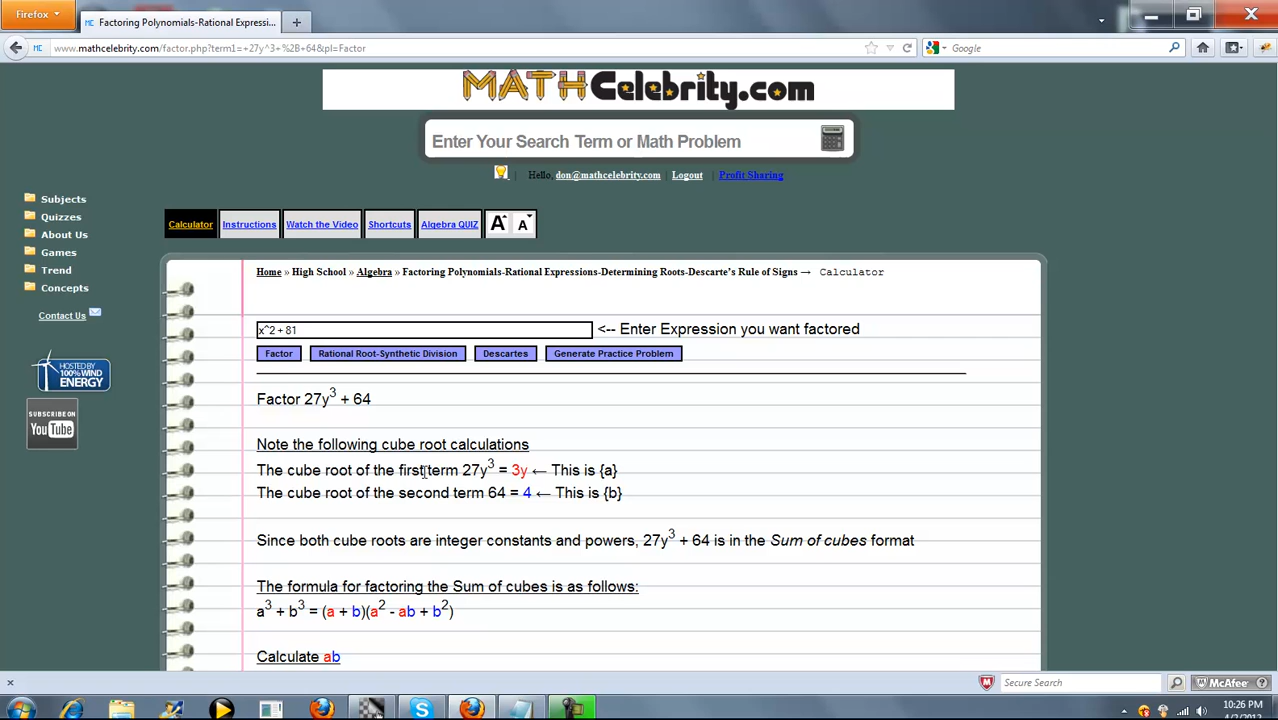 Firefox
Factoring Polynomials-Rational Expressi...
www.mathcelebrity.com/factor.php?term1=+27y^3+%2B+64&pl=Factor
Google
MATHCelebrity.com
Enter Your Search Term or Math Problem
| Hello, don@mathcelebrity.com | Logout | Profit Sharing
Subjects
Quizzes
About Us
Games
Trend
Concepts
Contact Us
HOSTED BY
100% WIND
ENERGY
SUBSCRIBE ON
YouTube
Calculator
Instructions
Watch the Video
Shortcuts
Algebra QUIZ
A A
Home » High School » Algebra » Factoring Polynomials-Rational Expressions-Determining Roots-Descarte's Rule of Signs → Calculator
x^2 + 81 <-- Enter Expression you want factored
Factor Rational Root-Synthetic Division Descartes Generate Practice Problem
Factor 27y³ + 64
Note the following cube root calculations
The cube root of the first term 27y³ = 3y ← This is {a}
The cube root of the second term 64 = 4 ← This is {b}
Since both cube roots are integer constants and powers, 27y³ + 64 is in the Sum of cubes format
The formula for factoring the Sum of cubes is as follows:
a³ + b³ = (a + b)(a² - ab + b²)
Calculate ab
Secure Search
McAfee
10:26 PM
4/2/2012